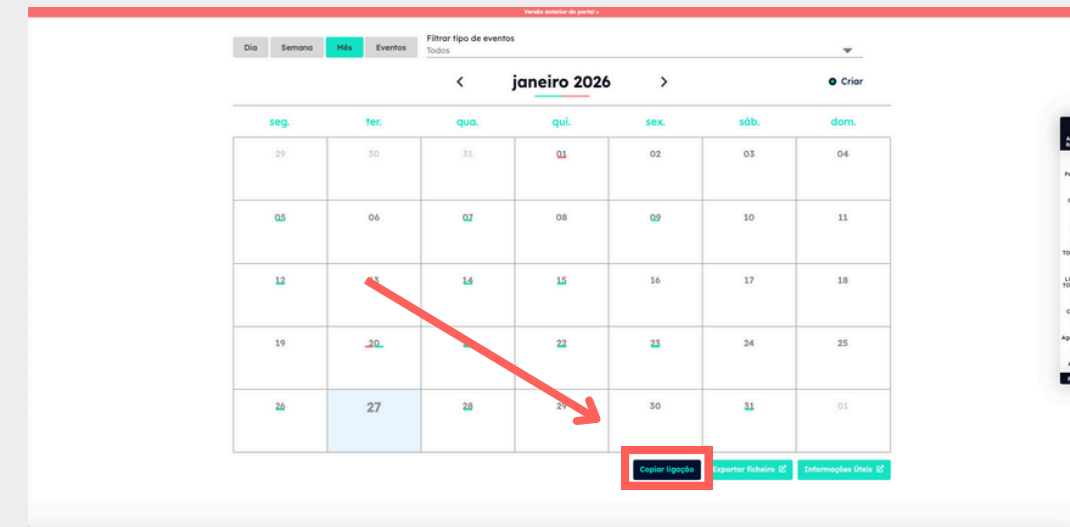 Versão anterior do portal »
Dia Semana Mês Eventos
Filtrar tipo de eventos
Todos
janeiro 2026
Criar
seg. ter. qua. qui. sex. sáb. dom.
29 30 31 01 02 03 04
05 06 07 08 09 10 11
12 13 14 15 16 17 18
19 20 22 23 24 25
26 27 28 29 30 31 01
Copiar ligação Exportar ficheiro Informações Úteis